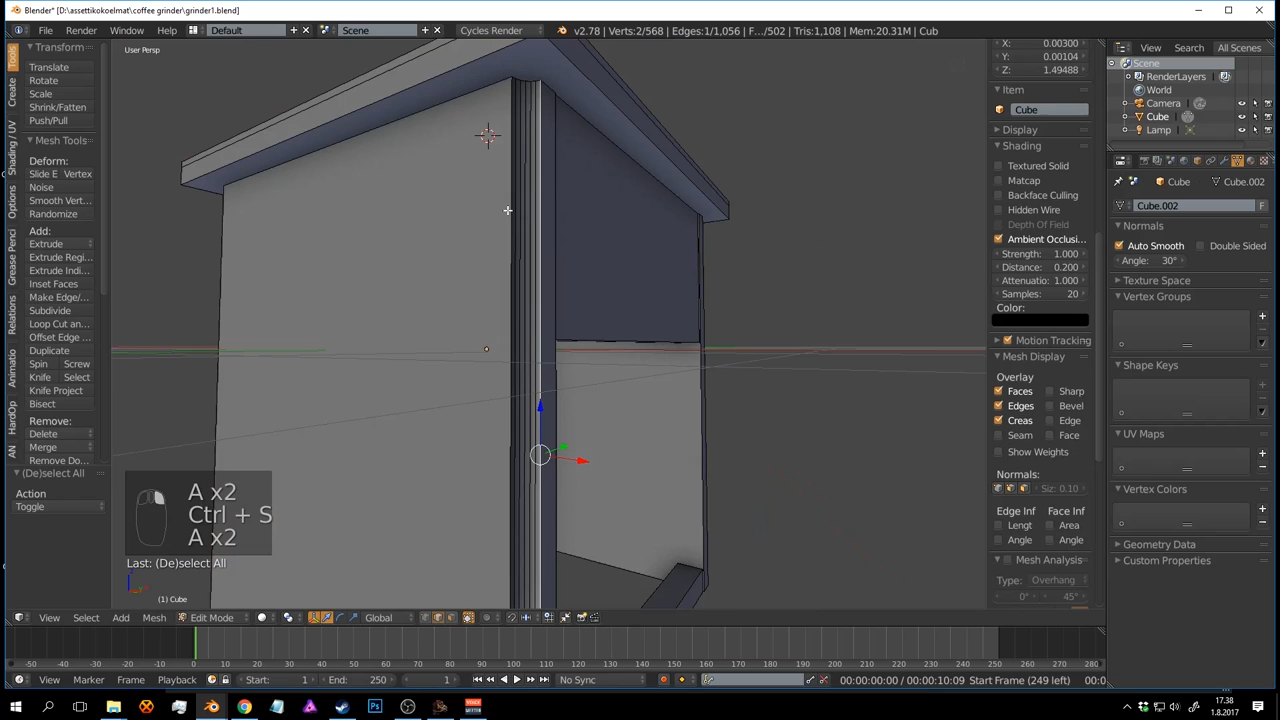 Blender* [D:\assettikokoelmat\coffee grinder\grinder1.blend]
File Render Window Help Default Scene Cycles Render v2.78 | Verts:2/568 | Edges:1/1,056 | F.../502 | Tris:1,108 | Mem:20.31M | Cub
View Search All Scenes
Scene
RenderLayers
World
Camera
Cube
Lamp
Cube Cube.002
Cube.002 F
Normals
Auto Smooth Double Sided
Angle: 30°
Texture Space
Vertex Groups
Shape Keys
UV Maps
Vertex Colors
Geometry Data
Custom Properties
Tools
Create
Shading / UV
Options
Grease Penci
Relations
Animatio
HardOp
AN
Transform
Translate
Rotate
Scale
Shrink/Fatten
Push/Pull
Mesh Tools
Deform:
Slide E Vertex
Noise
Smooth Vert...
Randomize
Add:
Extrude
Extrude Regi...
Extrude Indi...
Inset Faces
Make Edge/...
Subdivide
Loop Cut an...
Offset Edge ...
Duplicate
Spin Screw
Knife Select
Knife Project
Bisect
Remove:
Delete
Merge
Remove Do...
(De)select All
Action
Toggle
User Persp
A x2
Ctrl + S
A x2
Last: (De)select All
(1) Cube
X: 0.00300
Y: 0.00104
Z: 1.49488
Item
Cube
Display
Shading
Textured Solid
Matcap
Backface Culling
Hidden Wire
Depth Of Field
Ambient Occlusi...
Strength: 1.000
Distance: 0.200
Attenuatio: 1.000
Samples: 20
Color:
Motion Tracking
Mesh Display
Overlay
Faces Sharp
Edges Bevel
Creas Edge
Seam Face
Show Weights
Normals:
Siz: 0.10
Edge Inf Face Inf
Lengt Area
Angle Angle
Mesh Analysis
Type: Overhang
0° 45°
View Select Add Mesh Edit Mode Global
-50 -40 -30 -20 -10 0 10 20 30 40 50 60 70 80 90 100 110 120 130 140 150 160 170 180 190 200 210 220 230 240 250 260 270 280
View Marker Frame Playback Start: 1 End: 250 1 No Sync 00:00:00:00 / 00:00:10:09 Start Frame (249 left) 00:0
17.38
1.8.2017